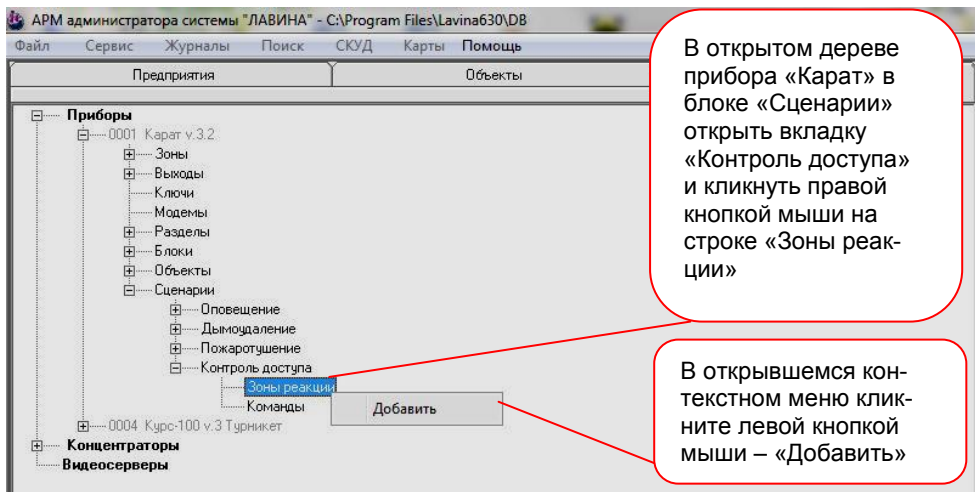 АРМ администратора системы "ЛАВИНА" - C:\Program Files\Lavina630\DB
Файл Сервис Журналы Поиск СКУД Карты Помощь
Предприятия Объекты
Приборы
0001 Карат v.3.2
Зоны
Выходы
Ключи
Модемы
Разделы
Блоки
Объекты
Сценарии
Оповещение
Дымоудаление
Пожаротушение
Контроль доступа
Зоны реакции
Команды
Добавить
0004 Курс-100 v.3 Турникет
Концентраторы
Видеосерверы
В открытом дереве
прибора «Карат» в
блоке «Сценарии»
открыть вкладку
«Контроль доступа»
и кликнуть правой
кнопкой мыши на
строке «Зоны реак-
ции»
В открывшемся кон-
текстном меню клик-
ните левой кнопкой
мыши – «Добавить»